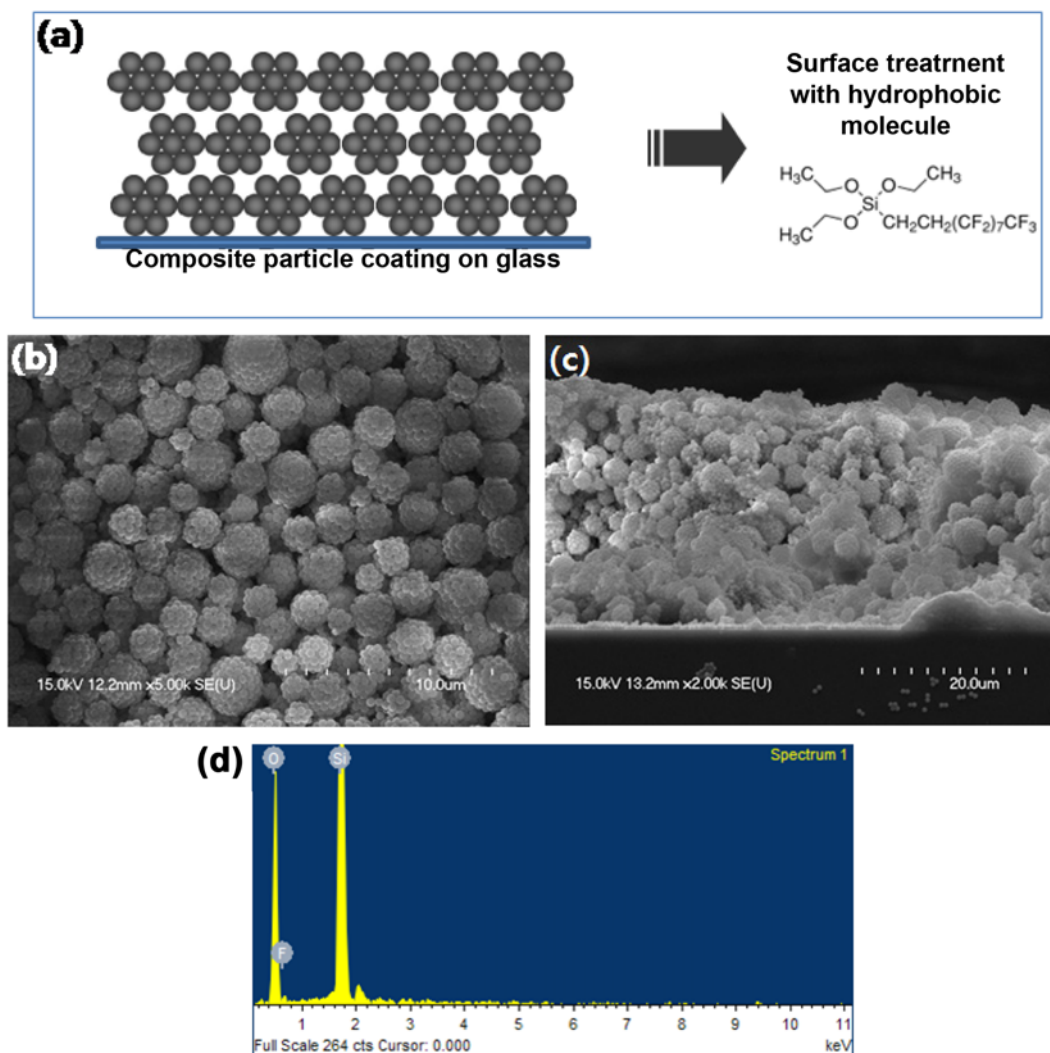 (a)
Surface treatrnent
with hydrophobic
molecule
H₃C
O
O
CH₃
Si
H₃C
O
CH₂CH₂(CF₂)₇CF₃
Composite particle coating on glass
(b)
15.0kV 12.2mm x5.00k SE(U)
10.0um
(c)
15.0kV 13.2mm x2.00k SE(U)
20.0um
(d)
O
Si
Spectrum 1
F
1 2 3 4 5 6 7 8 9 10 11
Full Scale 264 cts Cursor: 0.000
keV